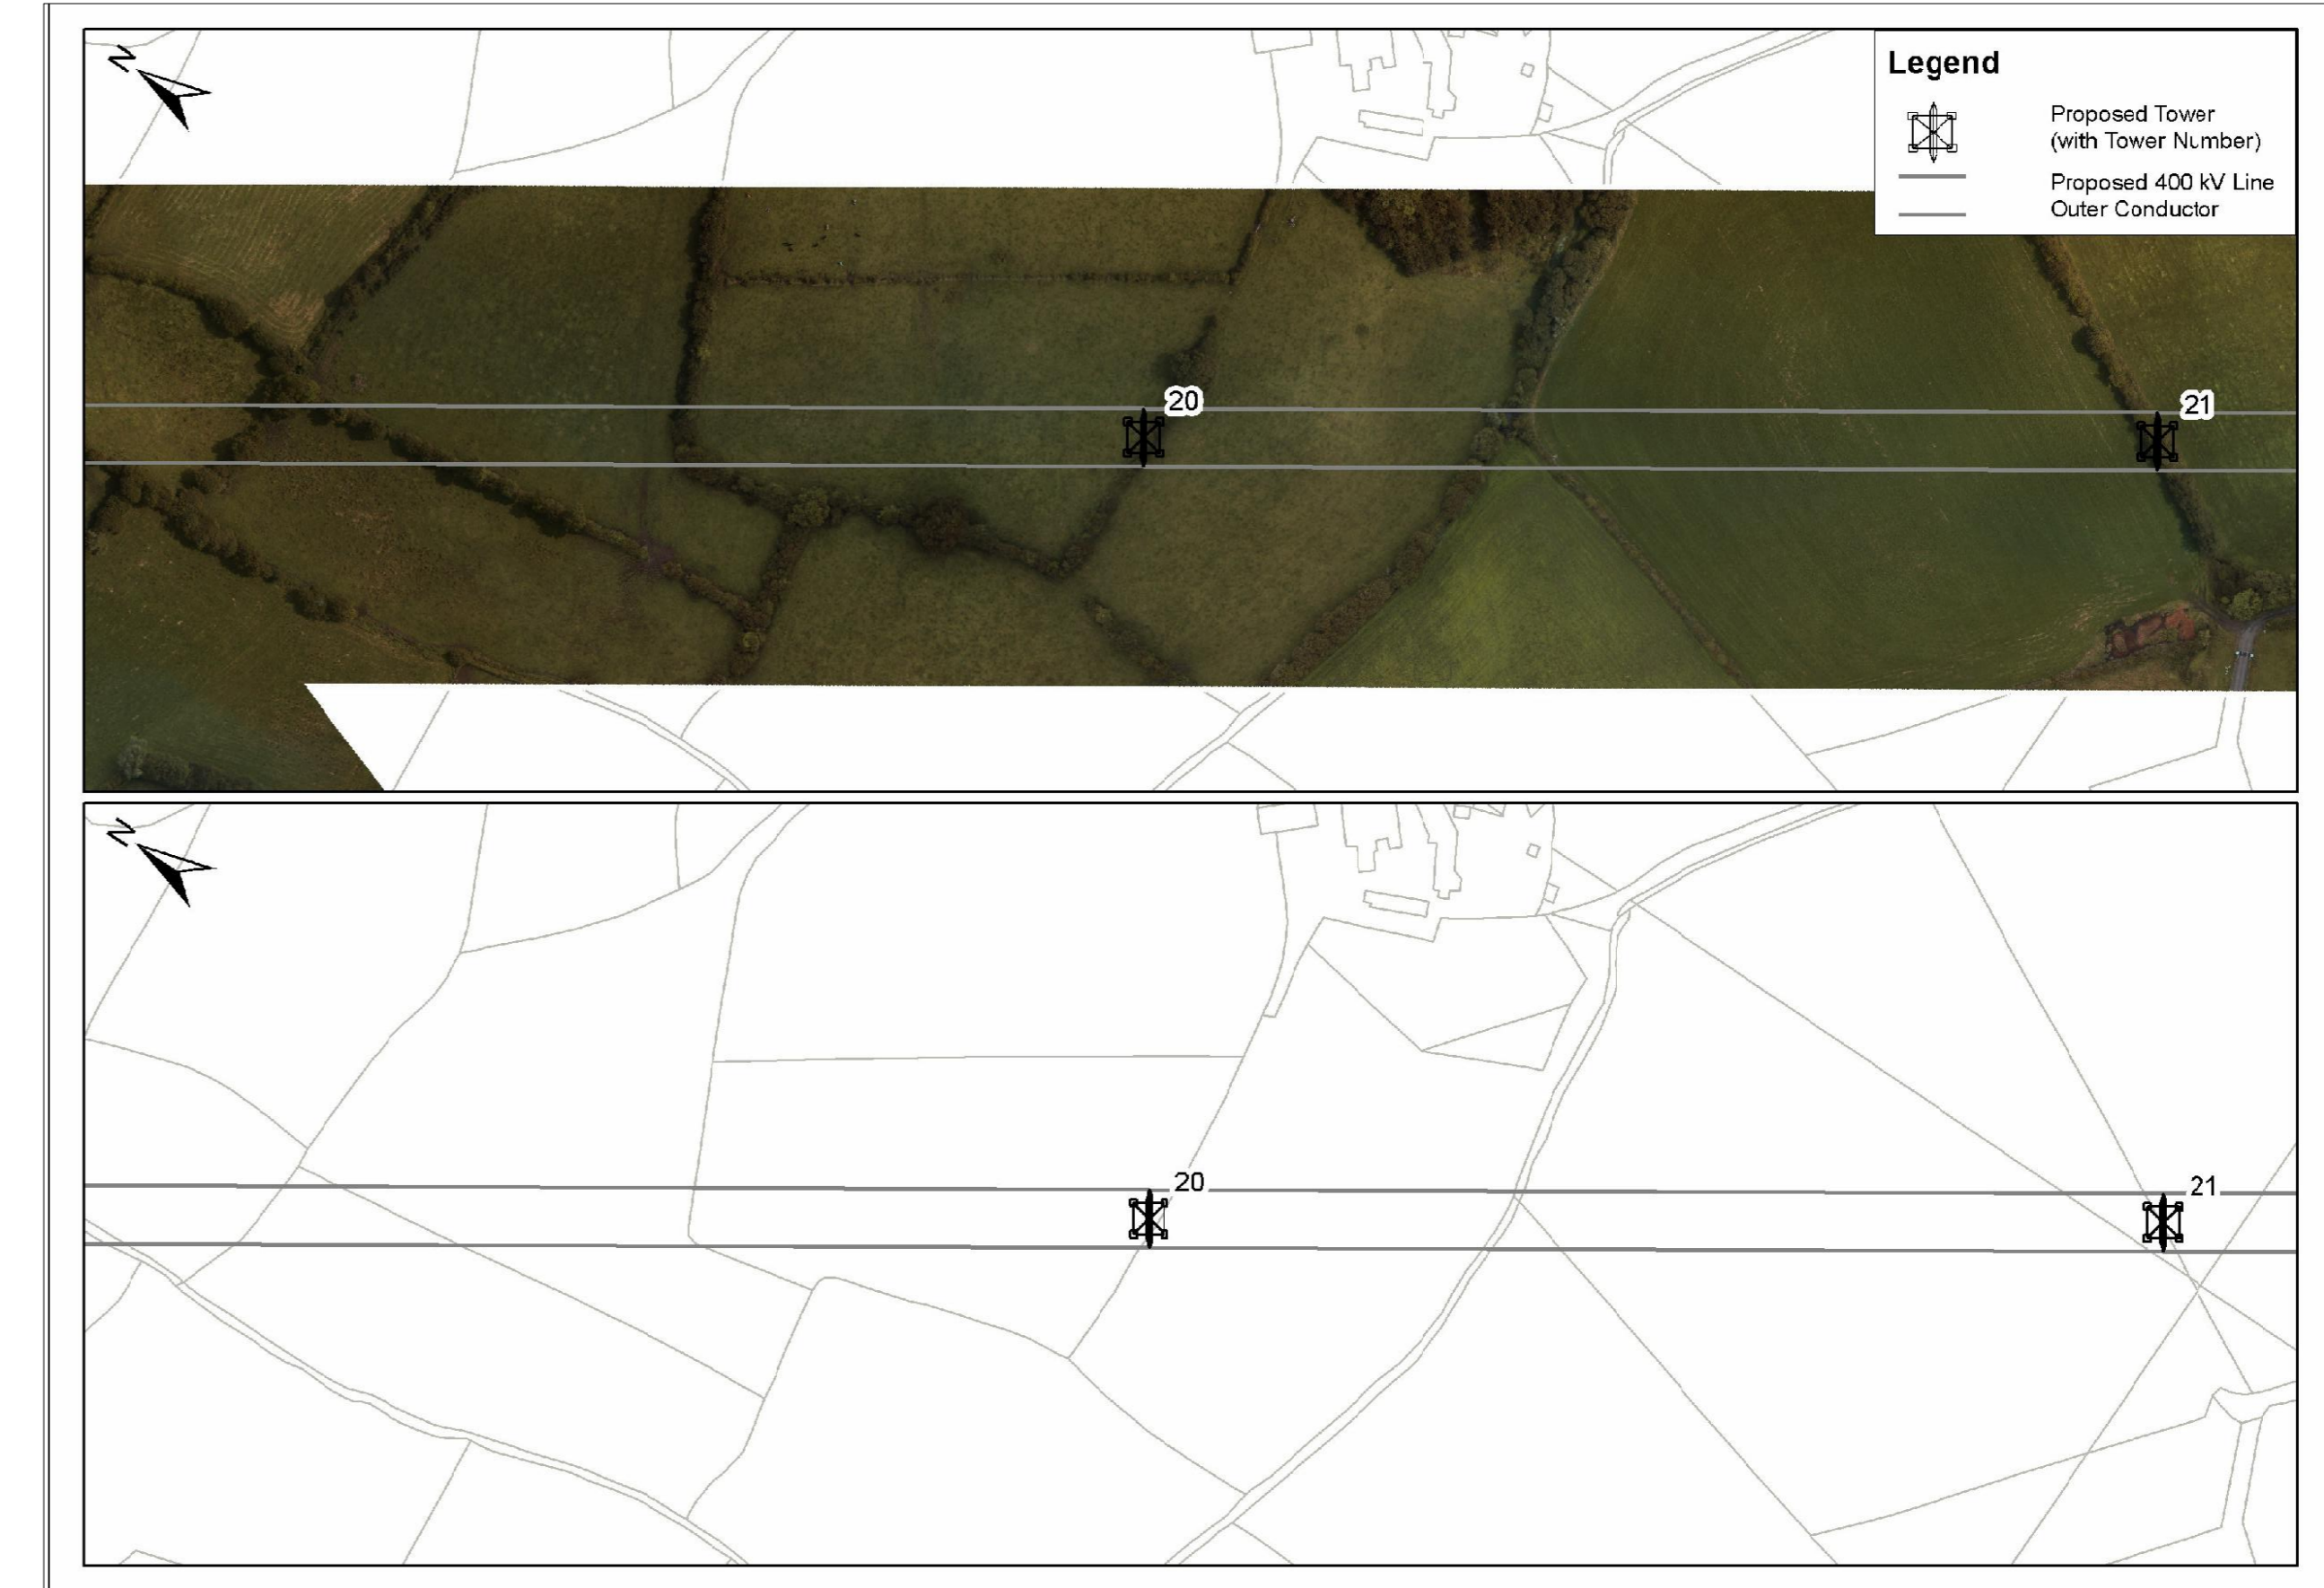 N
Legend
Proposed Tower
(with Tower Number)
Proposed 400 kV Line
Outer Conductor
20
21
N
20
21